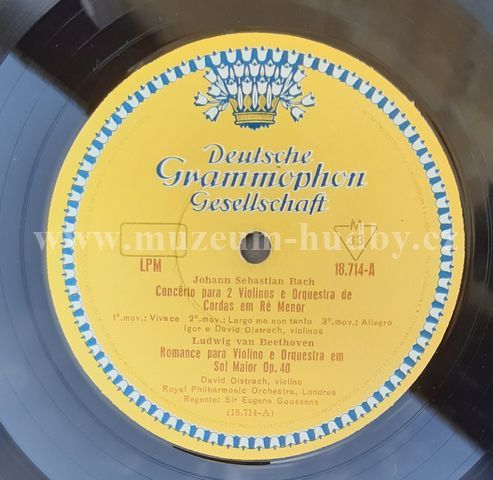 Deutsche
Grammophon
Gesellschaft
www.muzeum-hudby.cz
M
33
LPM
18.714-A
Johann Sebastian Bach
Concêrto para 2 Violinos e Orquestra de
Cordas em Ré Menor
1º.mov.: Vivace 2º.mov.: Largo ma non tanto 3º.mov.: Allegro
Igor e David Oistrach, violinos
Ludwig van Beethoven
Romance para Violino e Orquestra em
Sol Maior Op. 40
David Oistrach, violino
Royal Philharmonic Orchestra, Londres
Regente: Sir Eugene Goossens
(18.714-A)